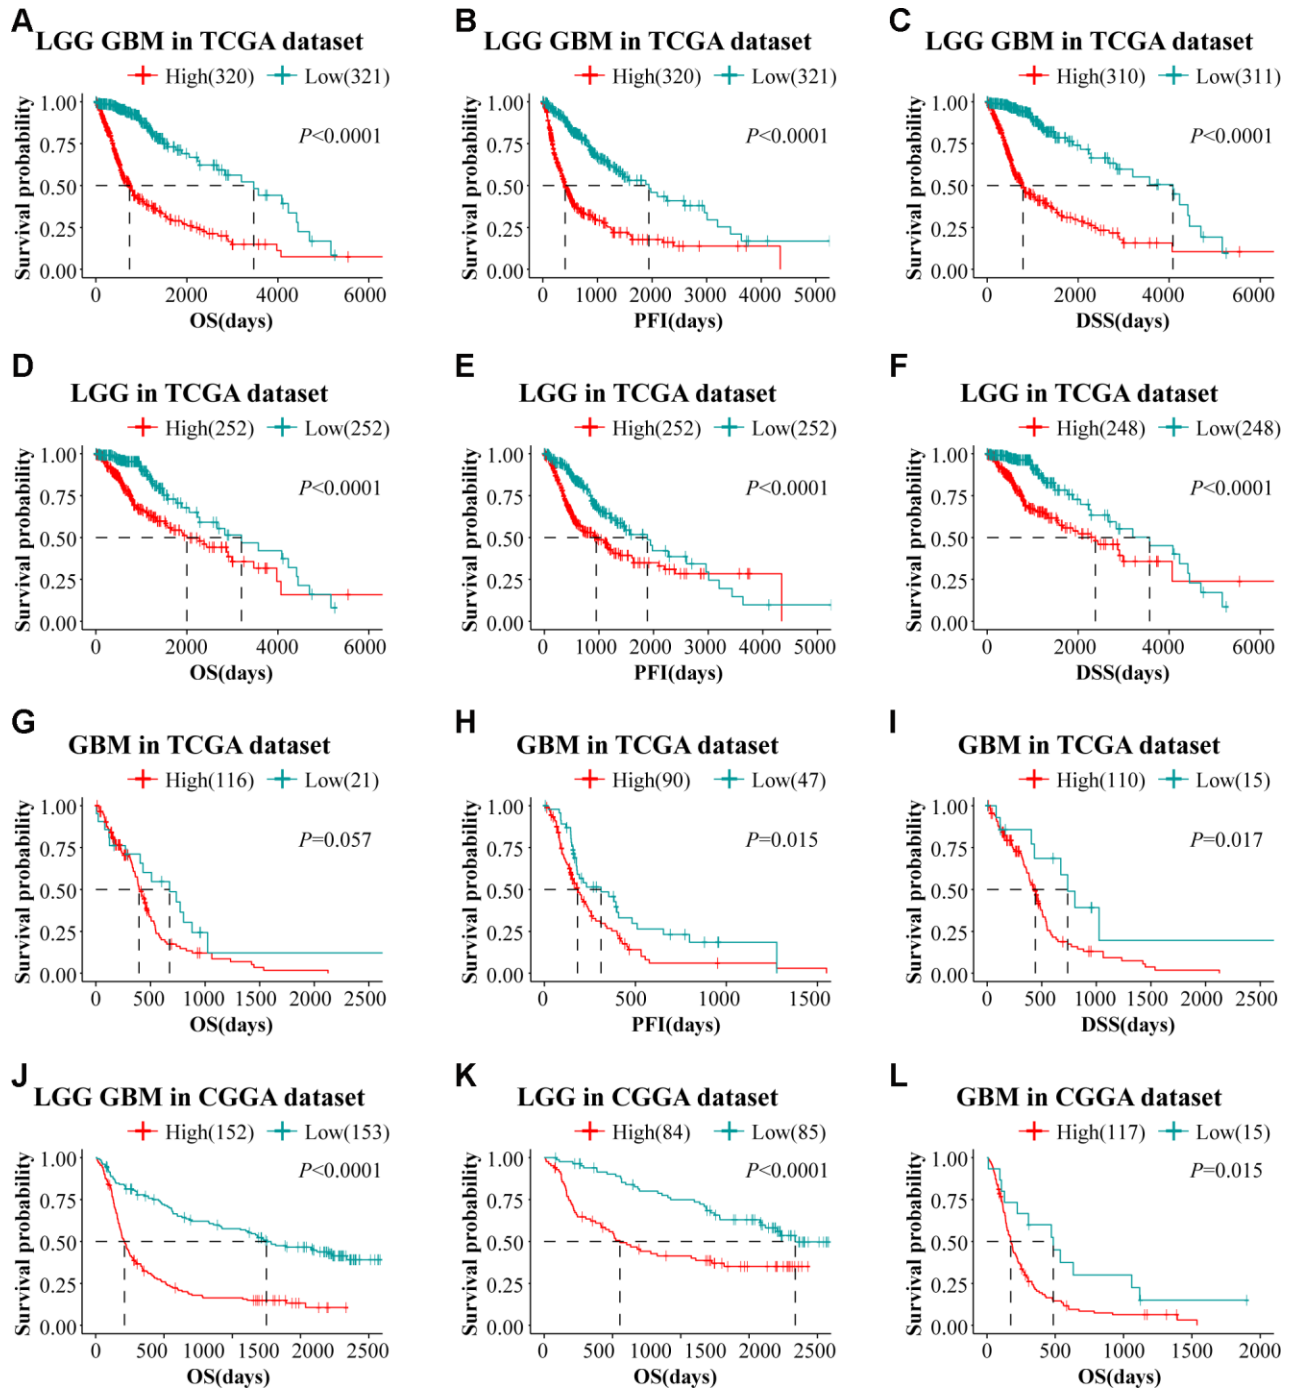 A
LGG GBM in TCGA dataset
High(320) Low(321)
Survival probability
1.00
0.75
0.50
0.25
0.00
P<0.0001
0 2000 4000 6000
OS(days)
B
LGG GBM in TCGA dataset
High(320) Low(321)
Survival probability
1.00
0.75
0.50
0.25
0.00
P<0.0001
0 1000 2000 3000 4000 5000
PFI(days)
C
LGG GBM in TCGA dataset
High(310) Low(311)
Survival probability
1.00
0.75
0.50
0.25
0.00
P<0.0001
0 2000 4000 6000
DSS(days)
D
LGG in TCGA dataset
High(252) Low(252)
Survival probability
1.00
0.75
0.50
0.25
0.00
P<0.0001
0 2000 4000 6000
OS(days)
E
LGG in TCGA dataset
High(252) Low(252)
Survival probability
1.00
0.75
0.50
0.25
0.00
P<0.0001
0 1000 2000 3000 4000 5000
PFI(days)
F
LGG in TCGA dataset
High(248) Low(248)
Survival probability
1.00
0.75
0.50
0.25
0.00
P<0.0001
0 2000 4000 6000
DSS(days)
G
GBM in TCGA dataset
High(116) Low(21)
Survival probability
1.00
0.75
0.50
0.25
0.00
P=0.057
0 500 1000 1500 2000 2500
OS(days)
H
GBM in TCGA dataset
High(90) Low(47)
Survival probability
1.00
0.75
0.50
0.25
0.00
P=0.015
0 500 1000 1500
PFI(days)
I
GBM in TCGA dataset
High(110) Low(15)
Survival probability
1.00
0.75
0.50
0.25
0.00
P=0.017
0 500 1000 1500 2000 2500
DSS(days)
J
LGG GBM in CGGA dataset
High(152) Low(153)
Survival probability
1.00
0.75
0.50
0.25
0.00
P<0.0001
0 500 1500 2000 2500
OS(days)
K
LGG in CGGA dataset
High(84) Low(85)
Survival probability
1.00
0.75
0.50
0.25
0.00
P<0.0001
0 500 1500 2000 2500
OS(days)
L
GBM in CGGA dataset
High(117) Low(15)
Survival probability
1.00
0.75
0.50
0.25
0.00
P=0.015
0 500 1000 1500 2000
OS(days)